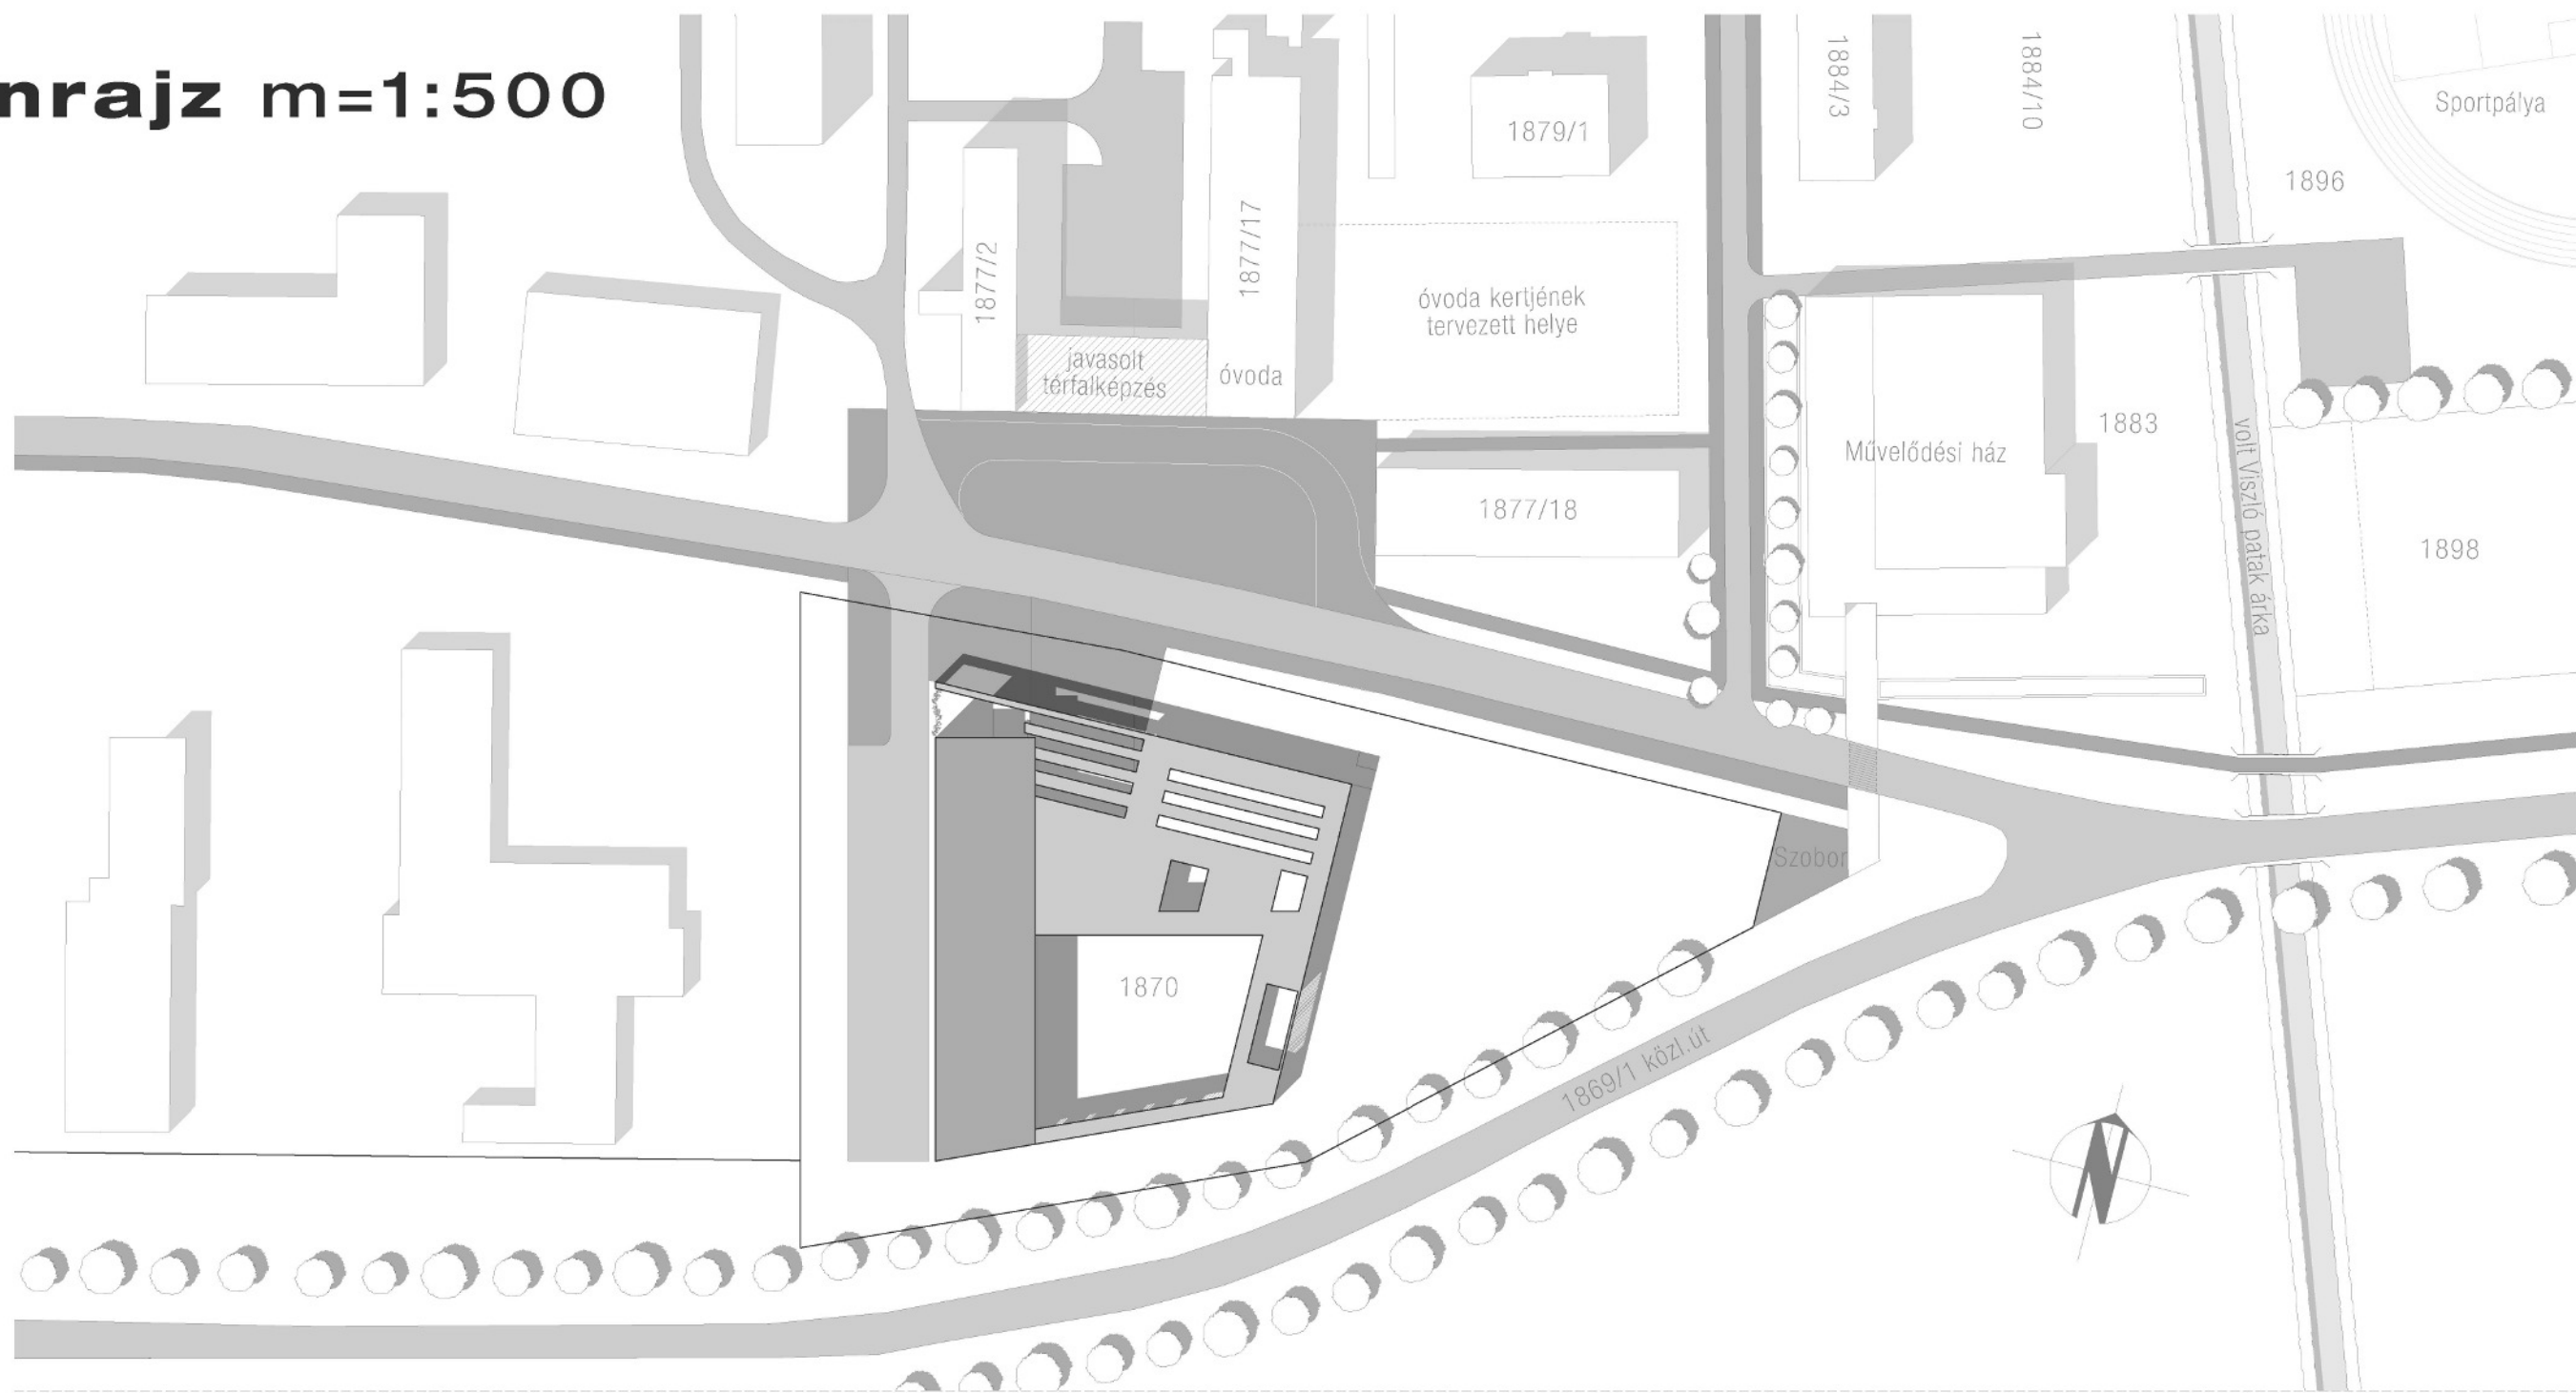 nrajz m=1:500
1884/3
1884/10
Sportpálya
1879/1
1896
1877/2
1877/17
óvoda kertjének
tervezett helye
javasolt
térfalképzés
óvoda
1883
Művelődési ház
volt Viszló patak árka
1877/18
1898
Szobor
1870
1869/1 közl.út
N